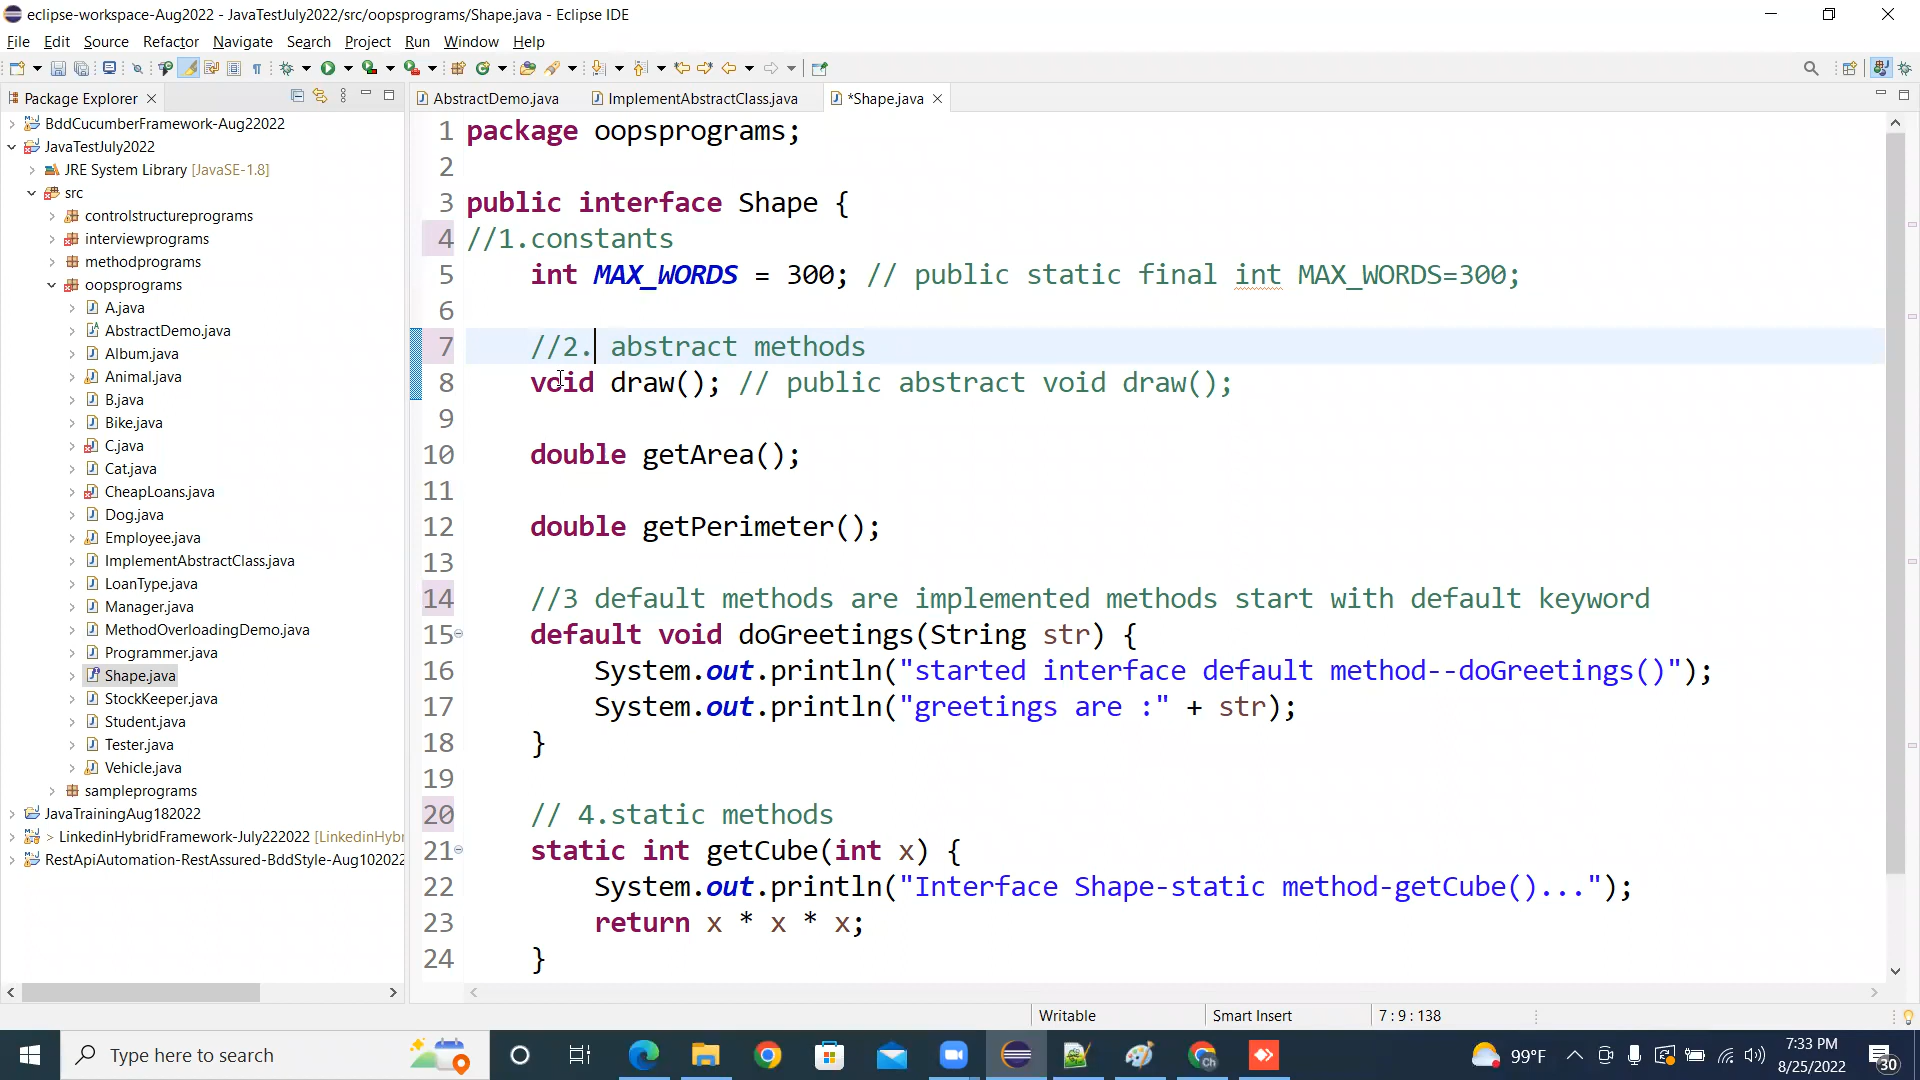 eclipse-workspace-Aug2022 - JavaTestJuly2022/src/oopsprograms/Shape.java - Eclipse IDE
File Edit Source Refactor Navigate Search Project Run Window Help
Package Explorer
AbstractDemo.java ImplementAbstractClass.java *Shape.java
BddCucumberFramework-Aug22022
JavaTestJuly2022
JRE System Library [JavaSE-1.8]
src
controlstructureprograms
interviewprograms
methodprograms
oopsprograms
A.java
AbstractDemo.java
Album.java
Animal.java
B.java
Bike.java
C.java
Cat.java
CheapLoans.java
Dog.java
Employee.java
ImplementAbstractClass.java
LoanType.java
Manager.java
MethodOverloadingDemo.java
Programmer.java
Shape.java
StockKeeper.java
Student.java
Tester.java
Vehicle.java
sampleprograms
JavaTrainingAug182022
> LinkedinHybridFramework-July222022 [LinkedinHybr
RestApiAutomation-RestAssured-BddStyle-Aug102022
1 package oopsprograms;
2
3 public interface Shape {
4 //1.constants
5 int MAX_WORDS = 300; // public static final int MAX_WORDS=300;
6
7 //2. abstract methods
8 void draw(); // public abstract void draw();
9
10 double getArea();
11
12 double getPerimeter();
13
14 //3 default methods are implemented methods start with default keyword
15 default void doGreetings(String str) {
16 System.out.println("started interface default method--doGreetings()");
17 System.out.println("greetings are :" + str);
18 }
19
20 // 4.static methods
21 static int getCube(int x) {
22 System.out.println("Interface Shape-static method-getCube()...");
23 return x * x * x;
24 }
Writable Smart Insert 7 : 9 : 138
Type here to search
99°F
7:33 PM
8/25/2022
30